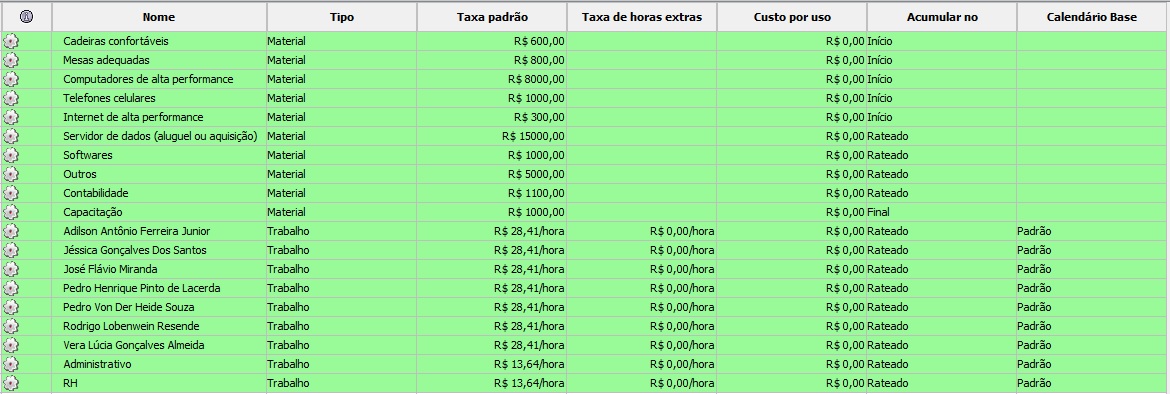 Nome Tipo Taxa padrão Taxa de horas extras Custo por uso Acumular no Calendário Base
Cadeiras confortáveis Material R$ 600,00 R$ 0,00 Início
Mesas adequadas Material R$ 800,00 R$ 0,00 Início
Computadores de alta performance Material R$ 8000,00 R$ 0,00 Início
Telefones celulares Material R$ 1000,00 R$ 0,00 Início
Internet de alta performance Material R$ 300,00 R$ 0,00 Início
Servidor de dados (aluguel ou aquisição) Material R$ 15000,00 R$ 0,00 Rateado
Softwares Material R$ 1000,00 R$ 0,00 Rateado
Outros Material R$ 5000,00 R$ 0,00 Rateado
Contabilidade Material R$ 1100,00 R$ 0,00 Rateado
Capacitação Material R$ 1000,00 R$ 0,00 Final
Adilson Antônio Ferreira Junior Trabalho R$ 28,41/hora R$ 0,00/hora R$ 0,00 Rateado Padrão
Jéssica Gonçalves Dos Santos Trabalho R$ 28,41/hora R$ 0,00/hora R$ 0,00 Rateado Padrão
José Flávio Miranda Trabalho R$ 28,41/hora R$ 0,00/hora R$ 0,00 Rateado Padrão
Pedro Henrique Pinto de Lacerda Trabalho R$ 28,41/hora R$ 0,00/hora R$ 0,00 Rateado Padrão
Pedro Von Der Heide Souza Trabalho R$ 28,41/hora R$ 0,00/hora R$ 0,00 Rateado Padrão
Rodrigo Lobenwein Resende Trabalho R$ 28,41/hora R$ 0,00/hora R$ 0,00 Rateado Padrão
Vera Lúcia Gonçalves Almeida Trabalho R$ 28,41/hora R$ 0,00/hora R$ 0,00 Rateado Padrão
Administrativo Trabalho R$ 13,64/hora R$ 0,00/hora R$ 0,00 Rateado Padrão
RH Trabalho R$ 13,64/hora R$ 0,00/hora R$ 0,00 Rateado Padrão